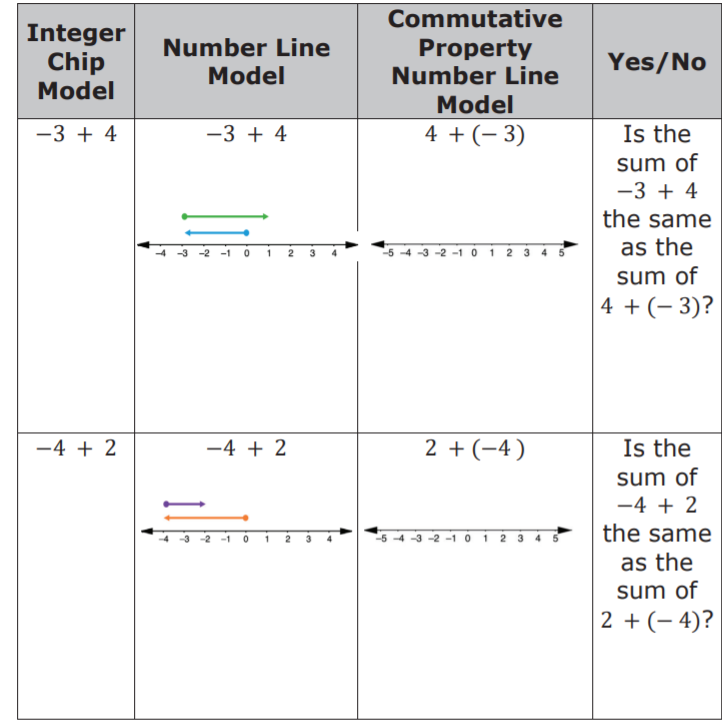 Integer
Chip
Model
Number Line
Model
Commutative
Property
Number Line
Model
Yes/No
−3 + 4
−3 + 4
4 + (− 3)
Is the
sum of
−3 + 4
the same
as the
sum of
4 + (− 3)?
−4 −3 −2 −1 0 1 2 3 4
−5 −4 −3 −2 −1 0 1 2 3 4 5
−4 + 2
−4 + 2
2 + (−4)
Is the
sum of
−4 + 2
the same
as the
sum of
2 + (− 4)?
−4 −3 −2 −1 0 1 2 3 4
−5 −4 −3 −2 −1 0 1 2 3 4 5